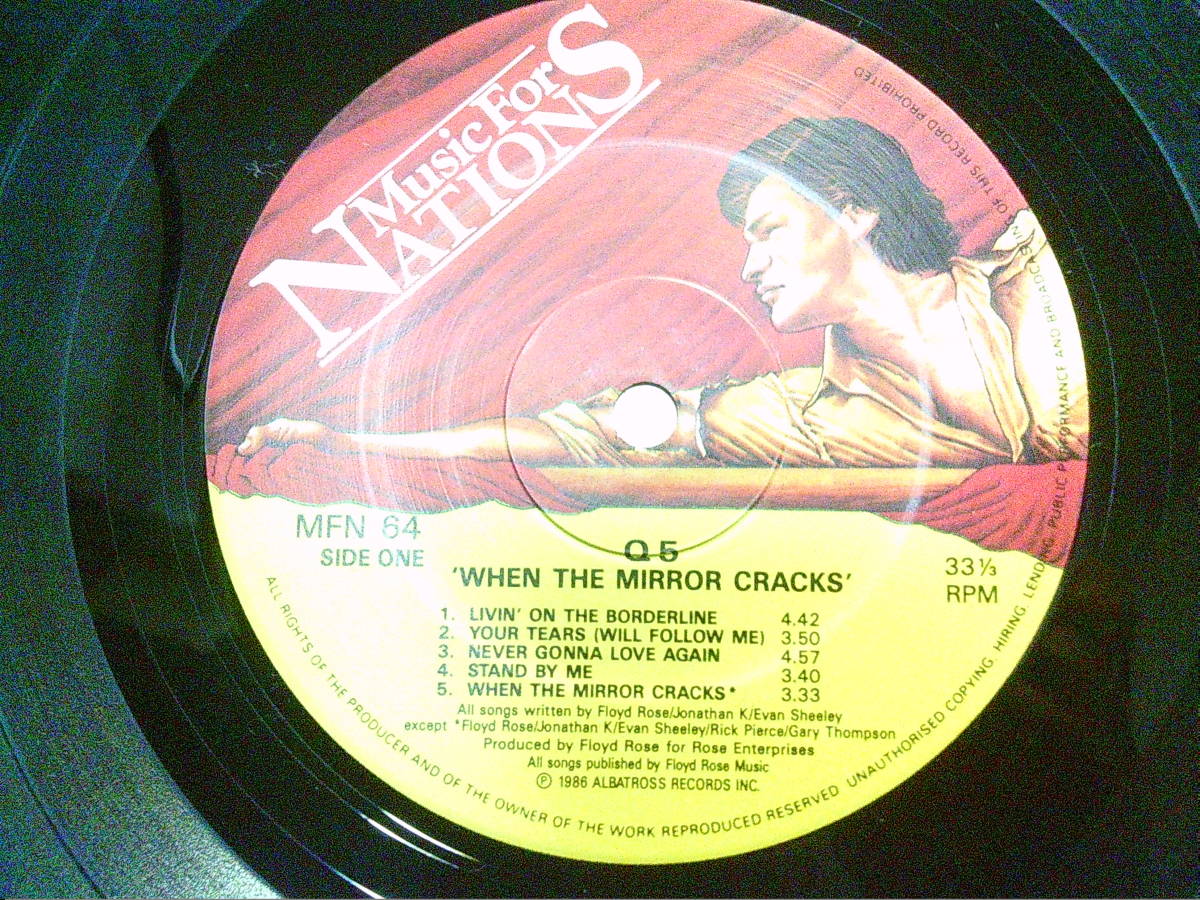 Music For
NATIONS
MFN 64
SIDE ONE
Q5
'WHEN THE MIRROR CRACKS'
33⅓
RPM
1. LIVIN' ON THE BORDERLINE 4.42
2. YOUR TEARS (WILL FOLLOW ME) 3.50
3. NEVER GONNA LOVE AGAIN 4.57
4. STAND BY ME 3.40
5. WHEN THE MIRROR CRACKS* 3.33
All songs written by Floyd Rose/Jonathan K/Evan Sheeley
except *Floyd Rose/Jonathan K/Evan Sheeley/Rick Pierce/Gary Thompson
Produced by Floyd Rose for Rose Enterprises
All songs published by Floyd Rose Music
℗ 1986 ALBATROSS RECORDS INC.
ALL RIGHTS OF THE PRODUCER AND OF THE OWNER OF THE WORK REPRODUCED RESERVED UNAUTHORISED COPYING. HIRING. LENDING. PUBLIC PERFORMANCE AND BROADCASTING OF THIS RECORD PROHIBITED